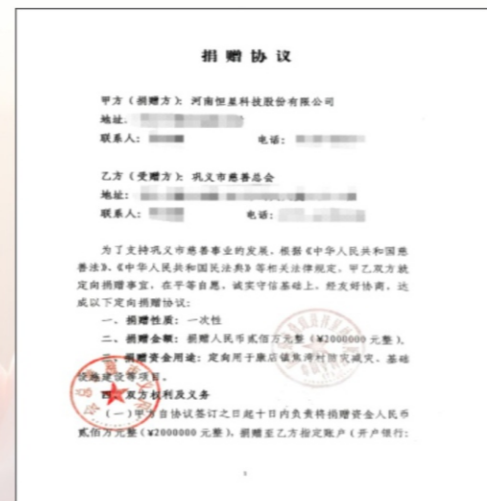 捐赠协议
甲方（捐赠方）：河南恒星科技股份有限公司
地址：
联系人： 电话：
乙方（受赠方）：巩义市慈善总会
地址：
联系人： 电话：
为了支持巩义市慈善事业的发展，根据《中华人民共和国慈
善法》、《中华人民共和国民法典》等相关法律规定，甲乙双方就
定向捐赠事宜，在平等自愿、诚实守信基础上，经友好协商，达
成以下定向捐赠协议：
一、捐赠性质：一次性
二、捐赠金额：捐赠人民币贰佰万元整（¥2000000元整）。
三、捐赠资金用途：定向用于康店镇焦湾村防灾减灾、基础
设施建设等项目。
四、双方权利及义务
（一）甲方自协议签订之日起十日内负责将捐赠资金人民币
贰佰万元整（¥2000000元整），捐赠至乙方指定账户（开户银行：